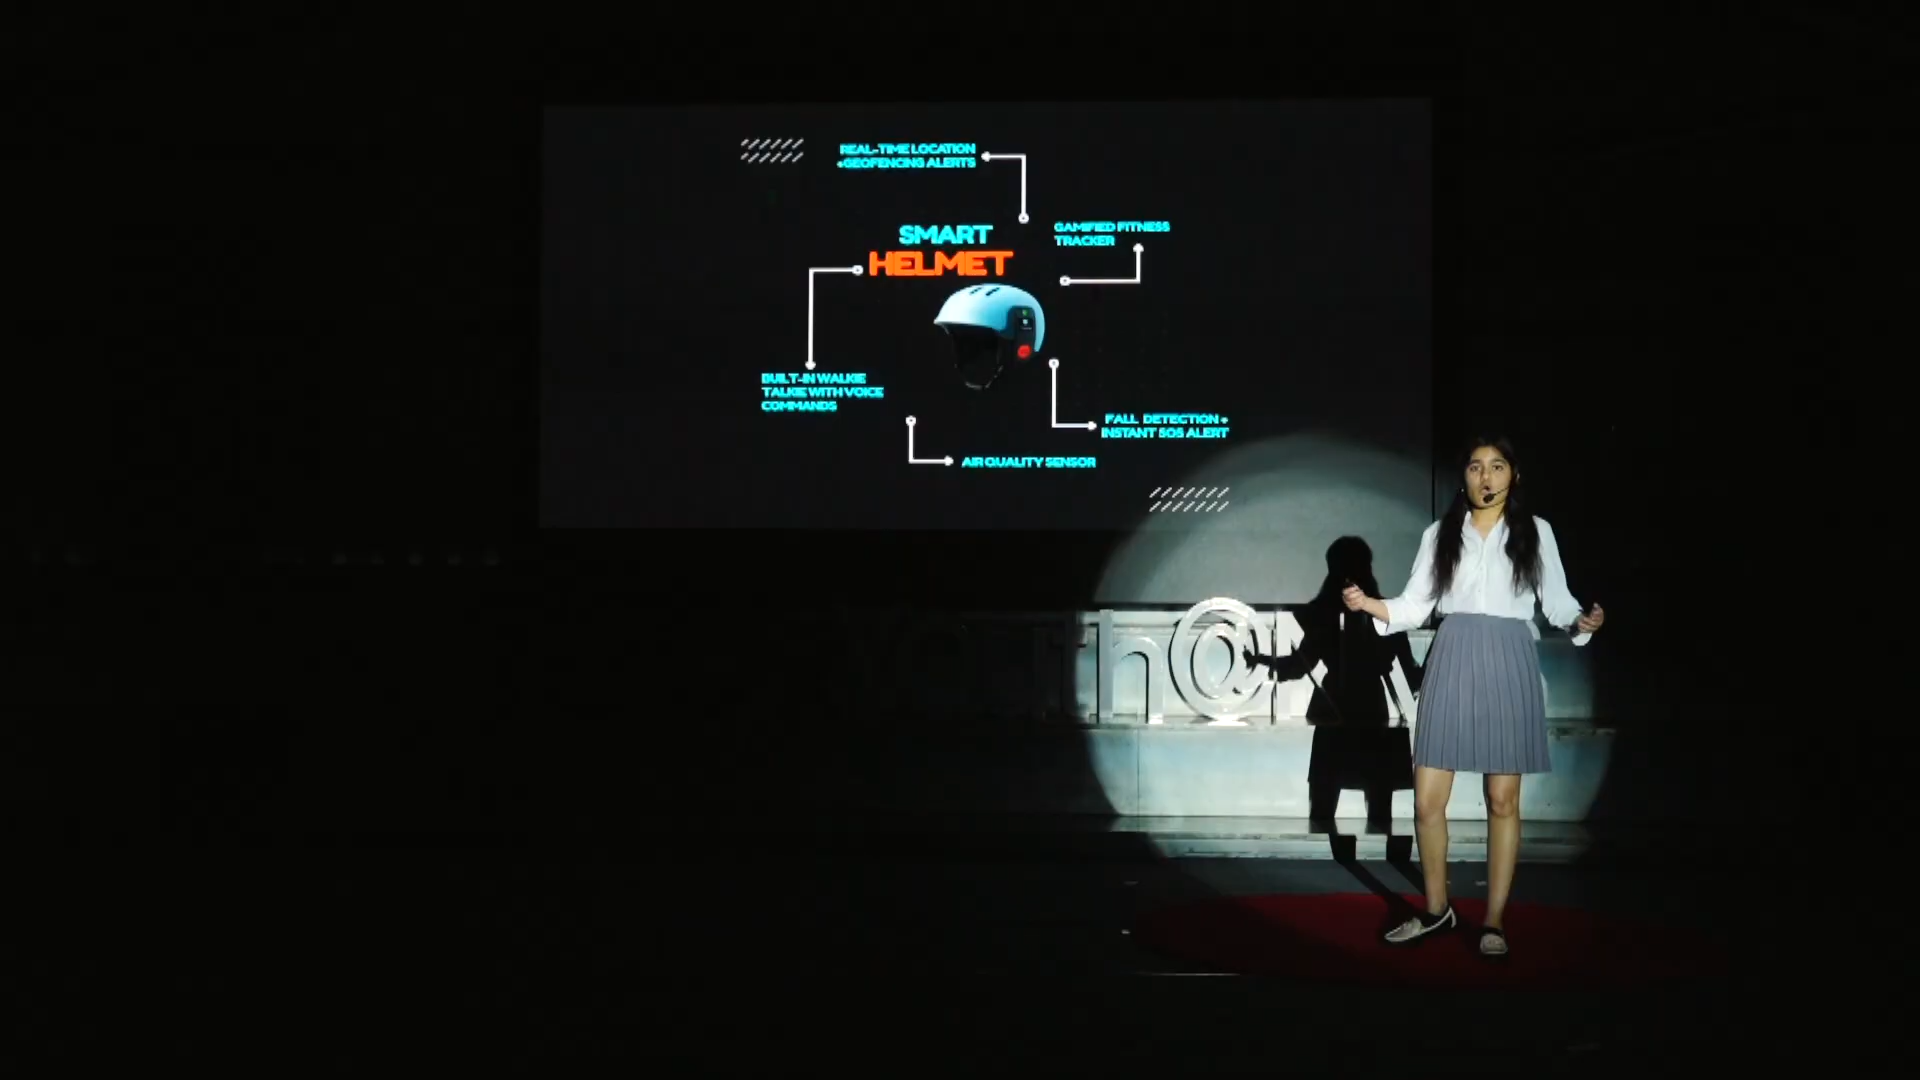 REAL-TIME LOCATION
+GEOFENCING ALERTS
GAMIFIED FITNESS
TRACKER
SMART
HELMET
BUILT-IN WALKIE
TALKIE WITH VOICE
COMMANDS
FALL DETECTION +
INSTANT SOS ALERT
AIR QUALITY SENSOR
th@